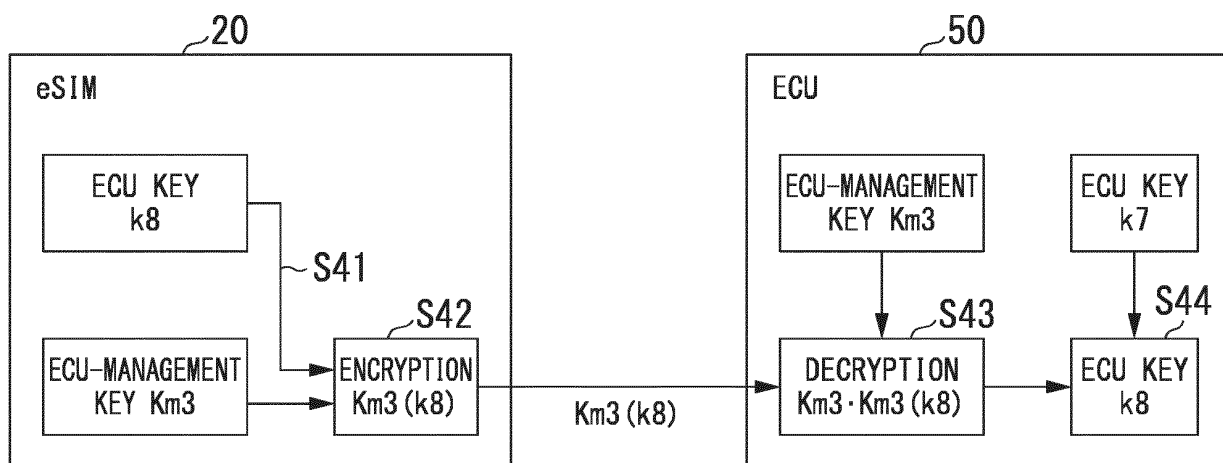 20
eSIM
ECU KEY
k8
S41
ECU-MANAGEMENT
KEY Km3
S42
ENCRYPTION
Km3(k8)
Km3(k8)
50
ECU
ECU-MANAGEMENT
KEY Km3
ECU KEY
k7
S43
DECRYPTION
Km3·Km3(k8)
S44
ECU KEY
k8